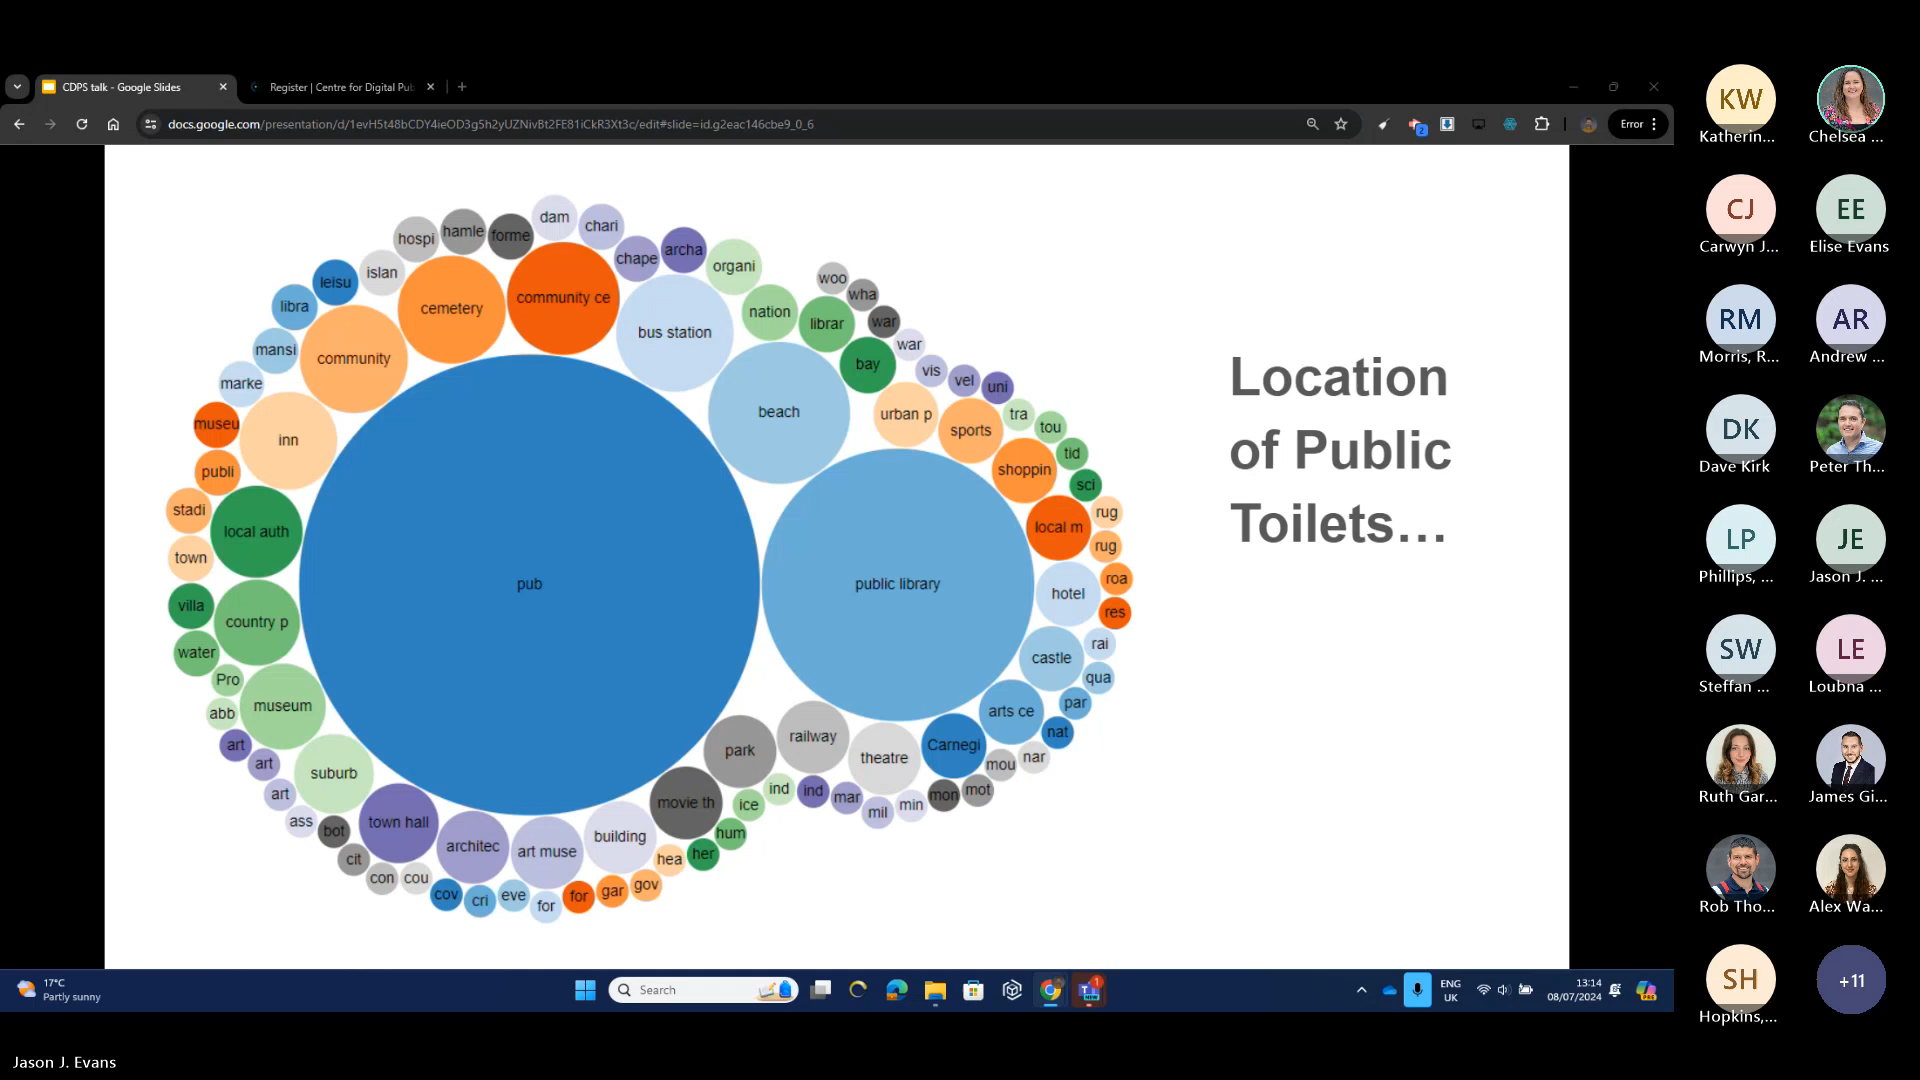 CDPS talk - Google Slides
Register | Centre for Digital Pub
docs.google.com/presentation/d/1evH5t48bCDY4ieOD3g5h2yUZNivBt2FE81iCkR3Xt3c/edit#slide=id.g2eac146cbe9_0_6
2
Error
Location
of Public
Toilets...
dam
chari
hospi
hamle
forme
chape
archa
organi
islan
leisu
libra
cemetery
community ce
bus station
nation
librar
woo
wha
war
war
bay
vis
vel
uni
mansi
community
marke
beach
urban p
sports
tra
tou
tid
sci
museu
inn
publi
shoppin
stadi
local auth
local m
rug
rug
town
pub
public library
hotel
roa
res
villa
country p
water
castle
rai
qua
Pro
museum
abb
arts ce
par
nat
art
art
park
railway
theatre
Carnegi
mou
nar
suburb
art
ass
movie th
ice
ind
ind
mar
mil
min
mon
mot
town hall
bot
architec
art muse
building
hum
her
hea
cit
con
cou
cov
cri
eve
for
for
gar
gov
17°C
Partly sunny
Search
1
NEW
ENG
UK
13:14
08/07/2024
PRE
KW
Katherin...
Chelsea ...
CJ
Carwyn J...
EE
Elise Evans
RM
Morris, R...
AR
Andrew ...
DK
Dave Kirk
Peter Th...
LP
Phillips, ...
JE
Jason J. ...
SW
Steffan ...
LE
Loubna ...
Ruth Gar...
James Gi...
Rob Tho...
Alex Wa...
SH
Hopkins,...
+11
Jason J. Evans